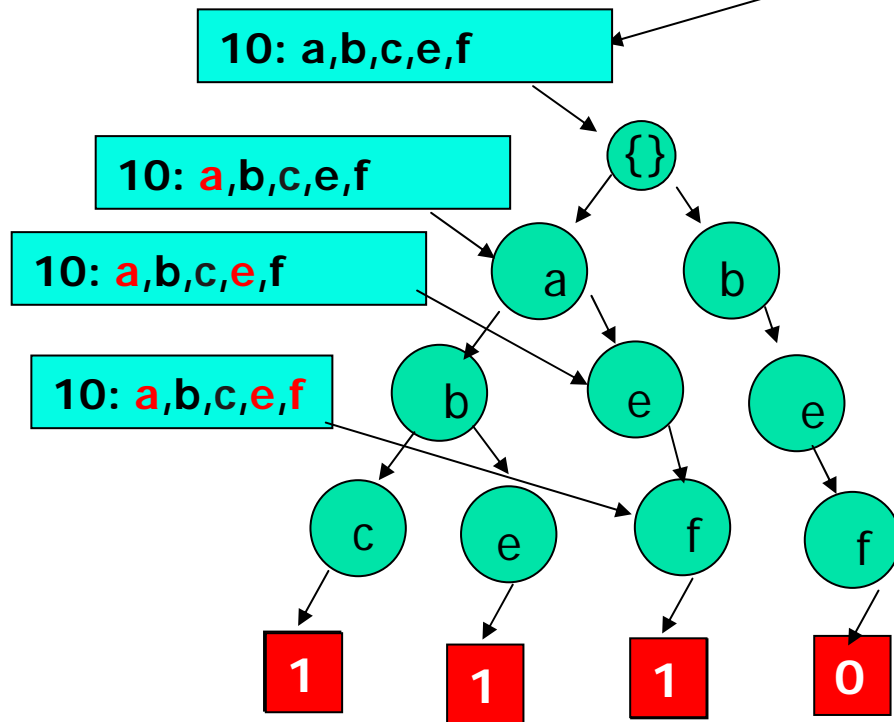 10: a,b,c,e,f
{}
10: a,b,c,e,f
a
b
10: a,b,c,e,f
b
e
e
10: a,b,c,e,f
c
e
f
f
1
1
1
0